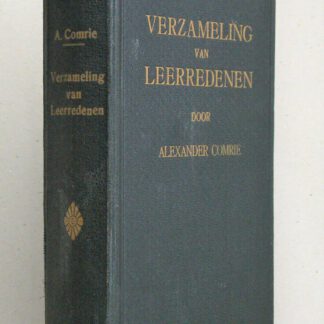 A. Comrie
Verzameling
van
Leerredenen
VERZAMELING
VAN
LEERREDENEN
DOOR
ALEXANDER COMRIE.